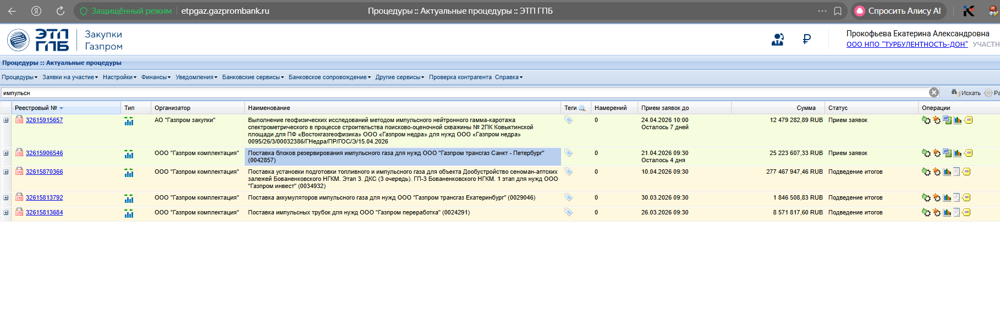 Я
Защищённый режим
etpgaz.gazprombank.ru
Процедуры :: Актуальные процедуры :: ЭТП ГПБ
Спросить Алису AI
ЭТП ГПБ
Закупки
Газпром
Прокофьева Екатерина Александровна
ООО НПО "ТУРБУЛЕНТНОСТЬ-ДОН" УЧАСТН
Процедуры :: Актуальные процедуры
Процедуры Заявки на участие Настройки Финансы Уведомления Банковские сервисы Банковское сопровождение Другие сервисы Проверка контрагента Справка
импульсн
Искать Ра
Реестровый № Тип Организатор Наименование Теги Намерений Прием заявок до Сумма Статус Операции
32615915657 АО "Газпром закупки" Выполнение геофизических исследований методом импульсного нейтронного гамма-каротажа 0 24.04.2026 10:00 12 479 282,89 RUB Прием заявок
спектрометрического в процессе строительства поисково-оценочной скважины № 2ПК Ковыктинской Осталось 7 дней
площади для ПФ «Востокгазгеофизика» ООО «Газпром недра» для нужд ООО «Газпром недра»
0095/26/3/00032386/ГНедра/ПР/ГОС/Э/15.04.2026
32615906546 ООО "Газпром комплектация" Поставка блоков резервирования импульсного газа для нужд ООО "Газпром трансгаз Санкт - Петербург" 0 21.04.2026 09:30 25 223 607,33 RUB Прием заявок
(0042857) Осталось 4 дня
32615870366 ООО "Газпром комплектация" Поставка установки подготовки топливного и импульсного газа для объекта Дообустройство сеноман-аптских 0 10.04.2026 09:30 277 467 947,46 RUB Подведение итогов
залежей Бованенковского НГКМ. Этап 3. ДКС (3 очередь). ГП-3 Бованенковского НГКМ. 1 этап для нужд ООО
"Газпром инвест" (0034932)
32615813792 ООО "Газпром комплектация" Поставка аккумуляторов импульсного газа для нужд ООО "Газпром трансгаз Екатеринбург" (0029046) 0 30.03.2026 09:30 1 846 508,83 RUB Подведение итогов
32615813684 ООО "Газпром комплектация" Поставка импульсных трубок для нужд ООО "Газпром переработка" (0024291) 0 26.03.2026 09:30 8 571 817,60 RUB Подведение итогов